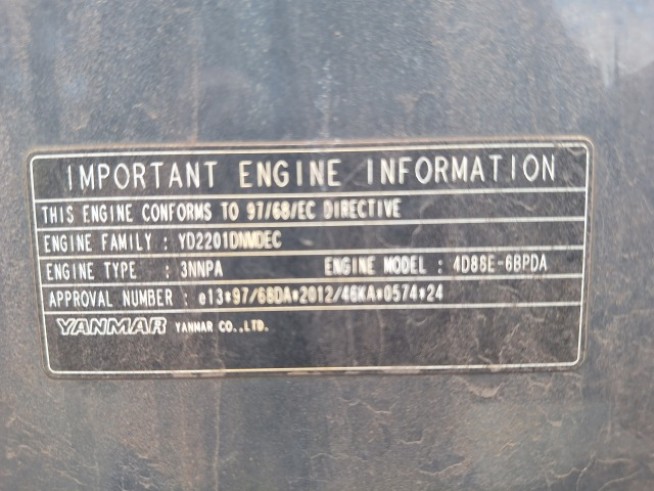 IMPORTANT ENGINE INFORMATION
THIS ENGINE CONFORMS TO 97/68/EC DIRECTIVE
ENGINE FAMILY : YD2201DNMDEC
ENGINE TYPE : 3NNPA ENGINE MODEL : 4D88E-6BPDA
APPROVAL NUMBER : e13*97/68DA*2012/46KA*0574*24
YANMAR YANMAR CO.,LTD.